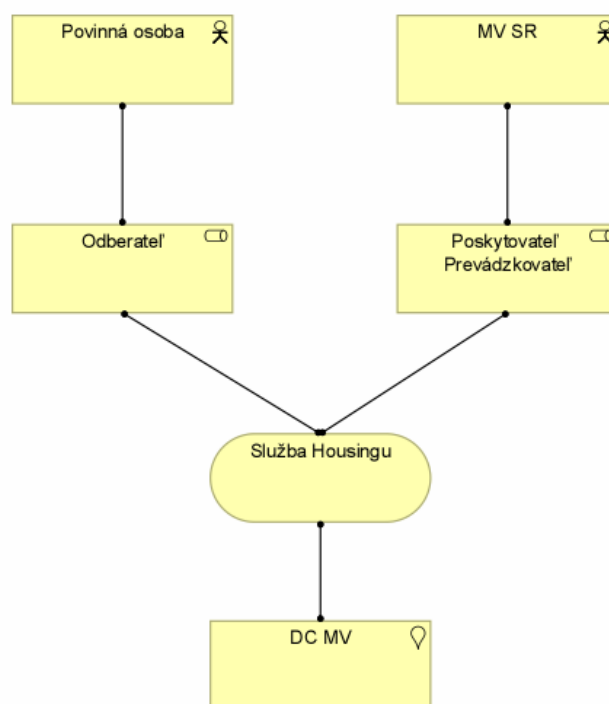 Povinná osoba
MV SR
Odberateľ
Poskytovateľ
Prevádzkovateľ
Služba Housingu
DC MV